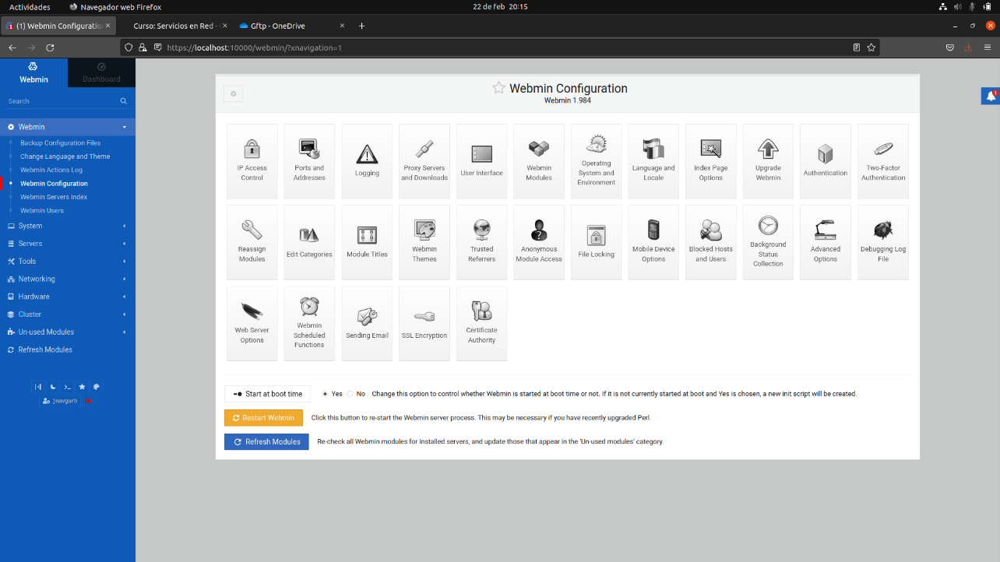 Actividades
Navegador web Firefox
22 de feb 20:15
1
(1) Webmin Configuration
Curso: Servicios en Red -
Gftp - OneDrive
https://localhost:10000/webmin/?xnavigation=1
Webmin
Dashboard
Search
Webmin
Backup Configuration Files
Change Language and Theme
Webmin Actions Log
Webmin Configuration
Webmin Servers Index
Webmin Users
System
Servers
Tools
Networking
Hardware
Cluster
Un-used Modules
Refresh Modules
jnavgarb
Webmin Configuration
Webmin 1.984
1
IP Access
Control
Ports and
Addresses
Logging
Proxy Servers
and Downloads
User Interface
Webmin
Modules
Operating
System and
Environment
Language and
Locale
Index Page
Options
Upgrade
Webmin
Authentication
Two-Factor
Authentication
Reassign
Modules
Edit Categories
Module Titles
Webmin
Themes
Trusted
Referrers
Anonymous
Module Access
File Locking
Mobile Device
Options
Blocked Hosts
and Users
Background
Status
Collection
Advanced
Options
Debugging Log
File
Web Server
Options
Webmin
Scheduled
Functions
Sending Email
SSL Encryption
Certificate
Authority
Start at boot time
Yes No Change this option to control whether Webmin is started at boot time or not. If it is not currently started at boot and Yes is chosen, a new init script will be created.
Restart Webmin
Click this button to re-start the Webmin server process. This may be necessary if you have recently upgraded Perl.
Refresh Modules
Re-check all Webmin modules for installed servers, and update those that appear in the 'Un-used modules' category.